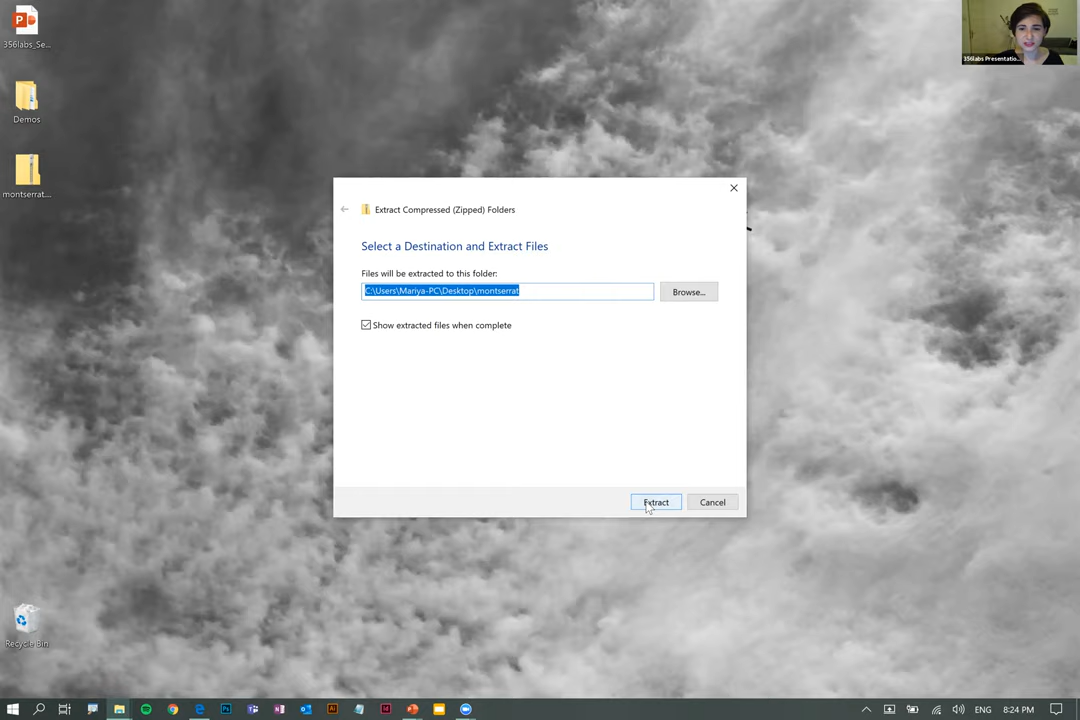 356labs_Se...
Demos
montserrat....
356labs Presentatio...
Extract Compressed (Zipped) Folders
Select a Destination and Extract Files
Files will be extracted to this folder:
C:\Users\Mariya-PC\Desktop\montserrat
Browse...
Show extracted files when complete
Extract
Cancel
Recycle Bin
ENG
8:24 PM